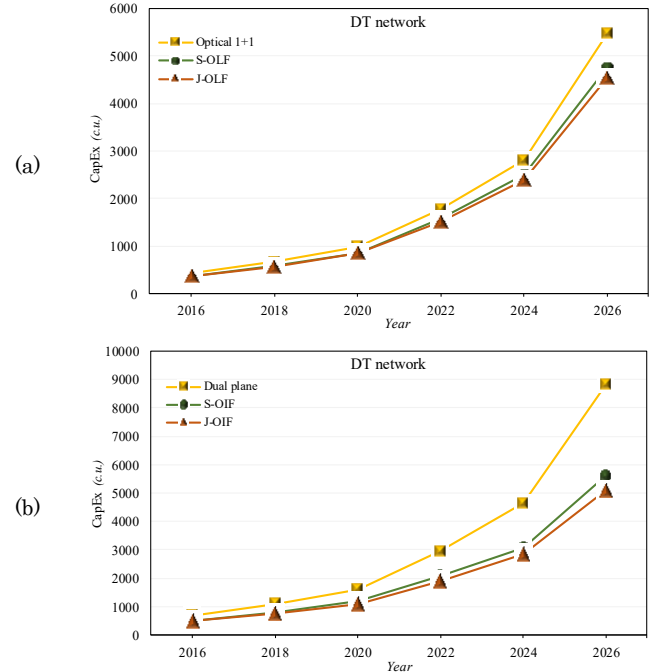 (a)
DT network
CapEx (c.u.)
6000
5000
4000
3000
2000
1000
0
Optical 1+1
S-OLF
J-OLF
2016 2018 2020 2022 2024 2026
Year
(b)
DT network
CapEx (c.u.)
10000
9000
8000
7000
6000
5000
4000
3000
2000
1000
0
Dual plane
S-OIF
J-OIF
2016 2018 2020 2022 2024 2026
Year